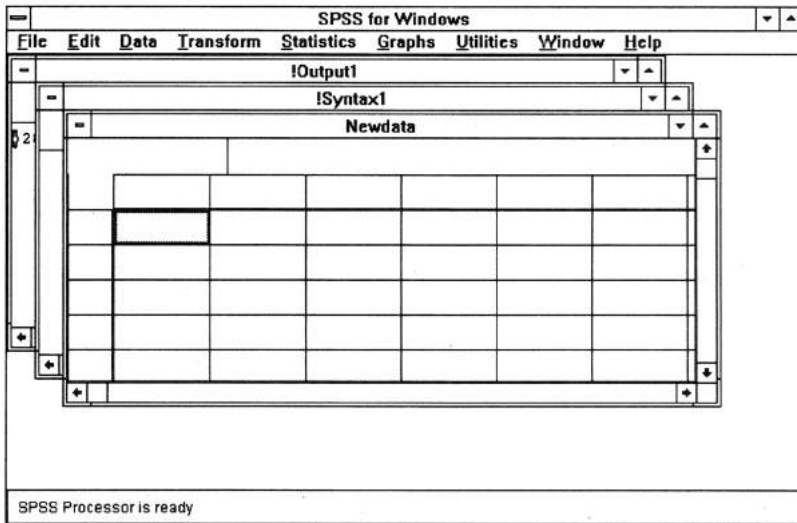 SPSS for Windows
File Edit Data Transform Statistics Graphs Utilities Window Help
!Output1
!Syntax1
Newdata
2
SPSS Processor is ready